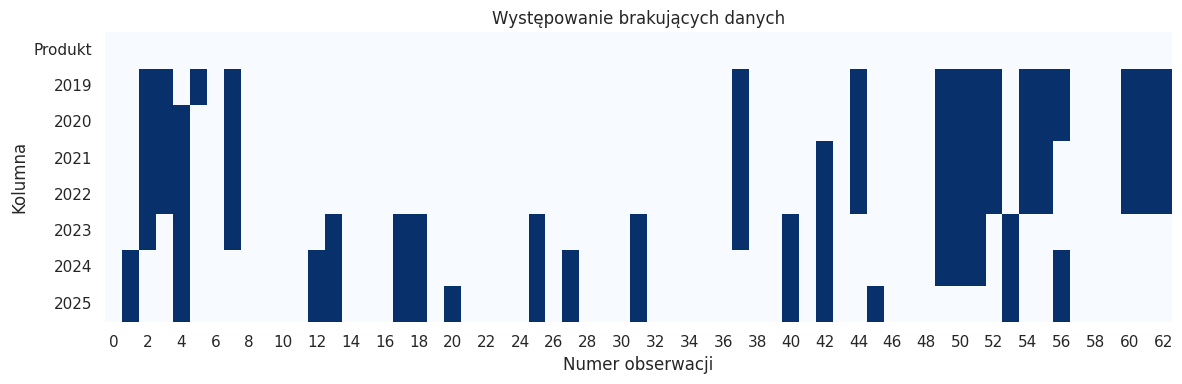 Występowanie brakujących danych
Kolumna
Produkt
2019
2020
2021
2022
2023
2024
2025
0 2 4 6 8 10 12 14 16 18 20 22 24 26 28 30 32 34 36 38 40 42 44 46 48 50 52 54 56 58 60 62
Numer obserwacji